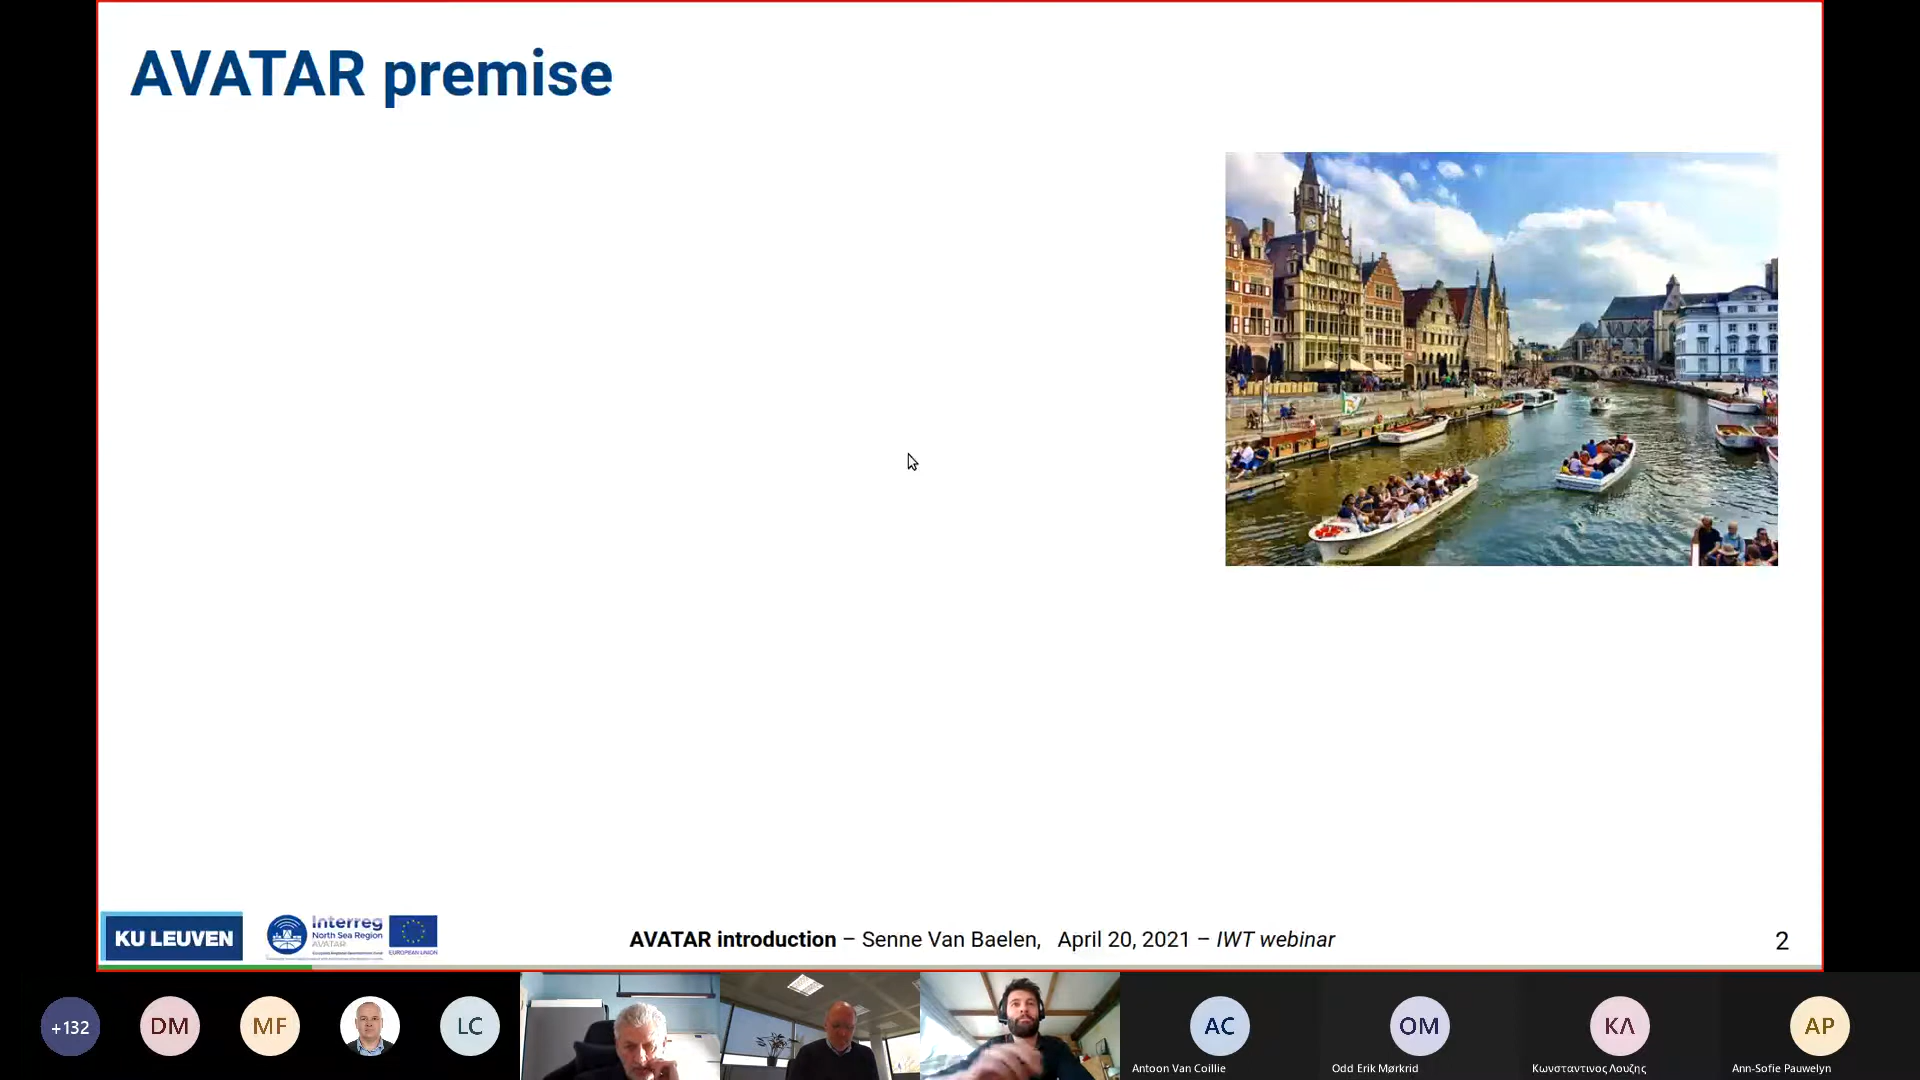 AVATAR premise
KU LEUVEN
Interreg
North Sea Region
AVATAR
EUROPEAN UNION
AVATAR introduction – Senne Van Baelen, April 20, 2021 – IWT webinar
2
+132
DM
MF
LC
AC
Antoon Van Coillie
OM
Odd Erik Mørkrid
ΚΛ
Κωνσταντινος Λουζης
AP
Ann-Sofie Pauwelyn